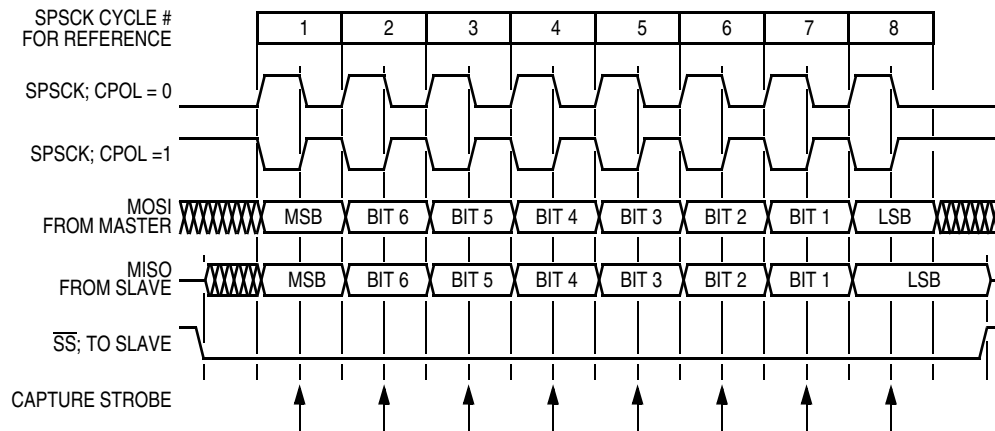 SPSCK CYCLE #
FOR REFERENCE
1 2 3 4 5 6 7 8
SPSCK; CPOL = 0
SPSCK; CPOL =1
MOSI
FROM MASTER
MSB BIT 6 BIT 5 BIT 4 BIT 3 BIT 2 BIT 1 LSB
MISO
FROM SLAVE
MSB BIT 6 BIT 5 BIT 4 BIT 3 BIT 2 BIT 1 LSB
SS; TO SLAVE
CAPTURE STROBE